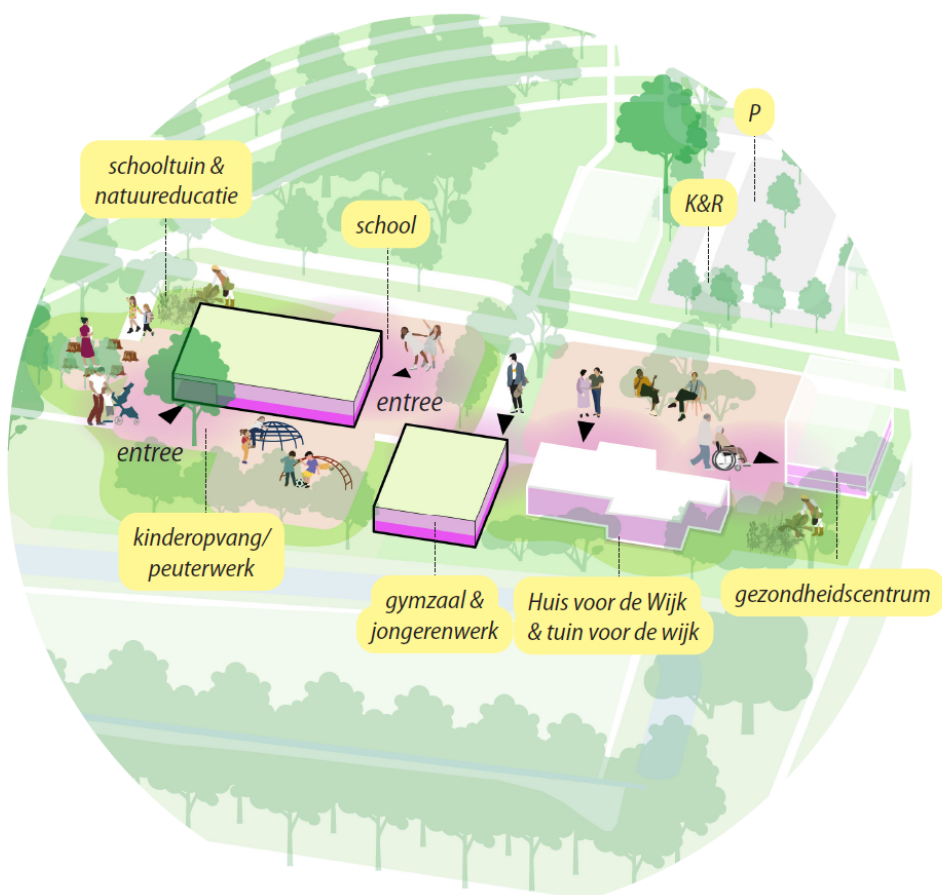 P
schooltuin &
natuureducatie
K&R
school
entree
entree
kinderopvang/
peuterwerk
gymzaal &
jongerenwerk
Huis voor de Wijk
& tuin voor de wijk
gezondheidscentrum